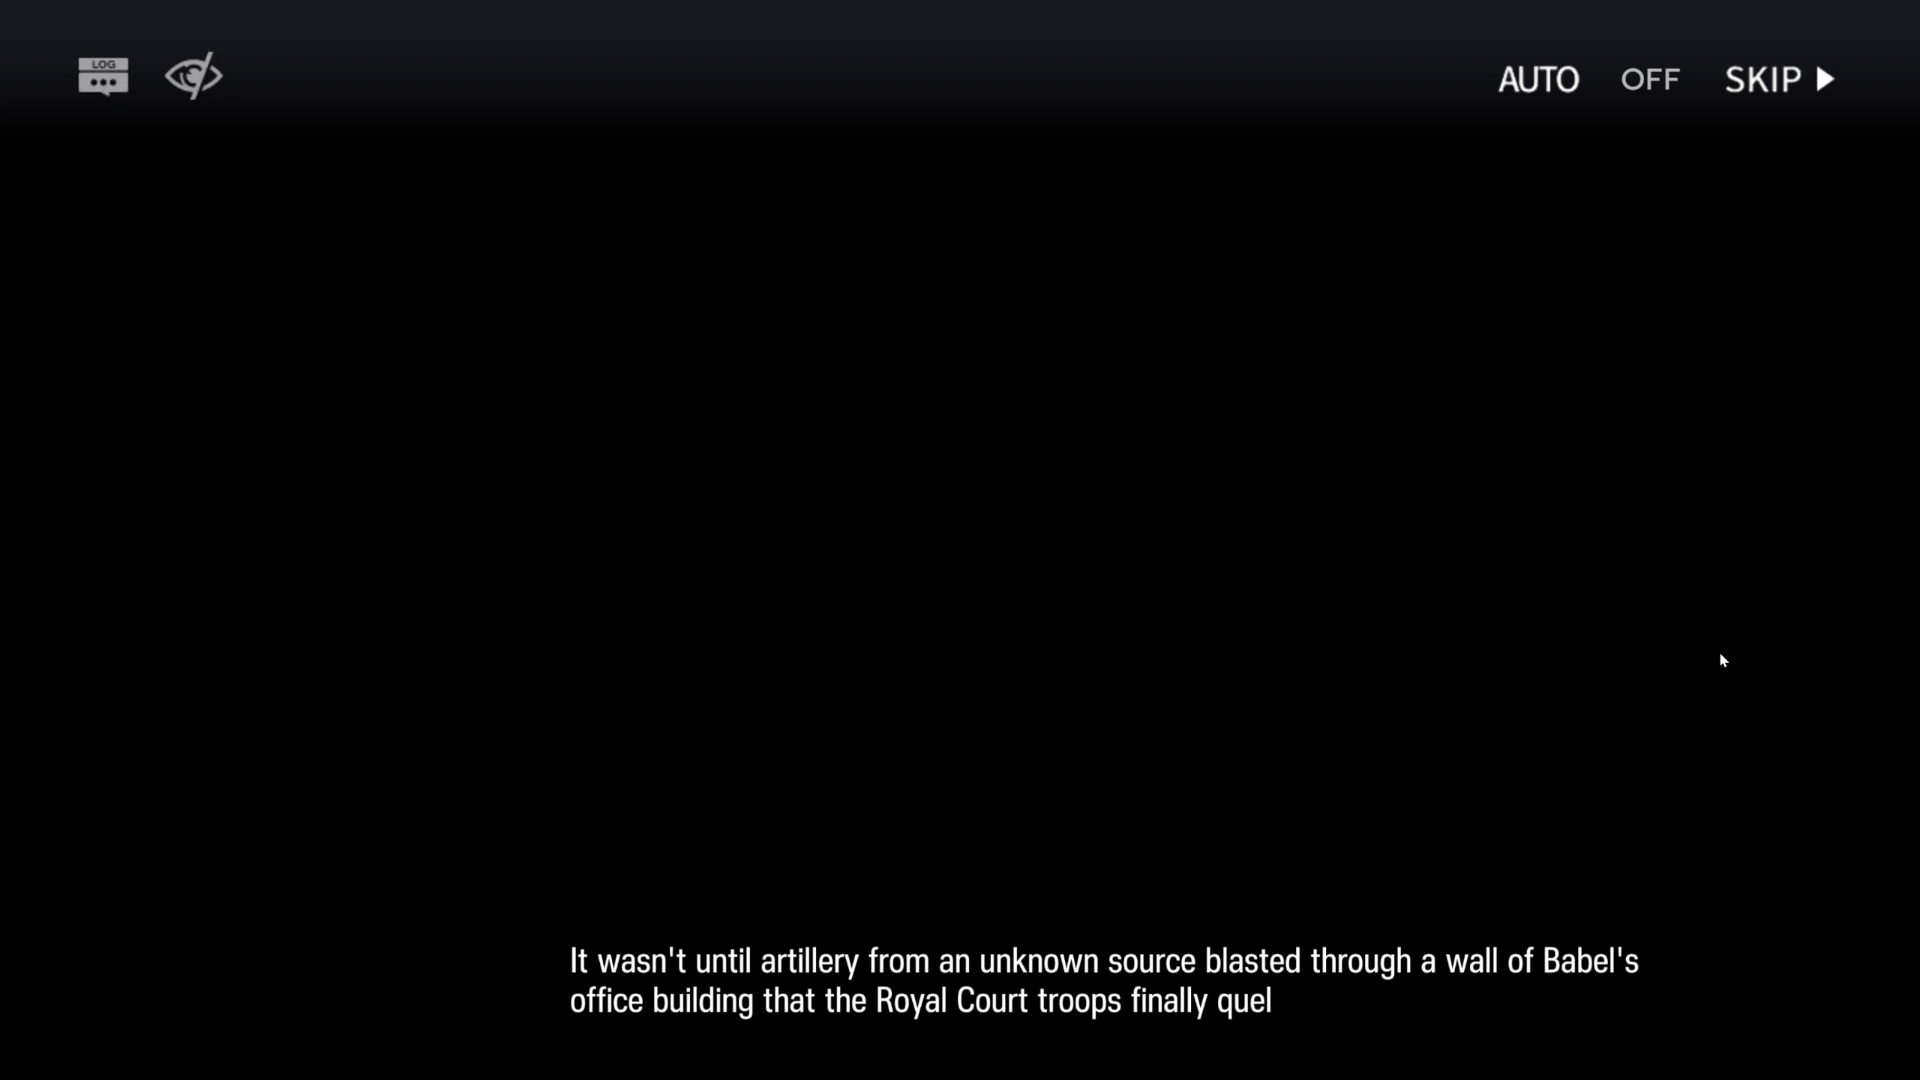 LOG
AUTO OFF SKIP
It wasn't until artillery from an unknown source blasted through a wall of Babel's
office building that the Royal Court troops finally quel